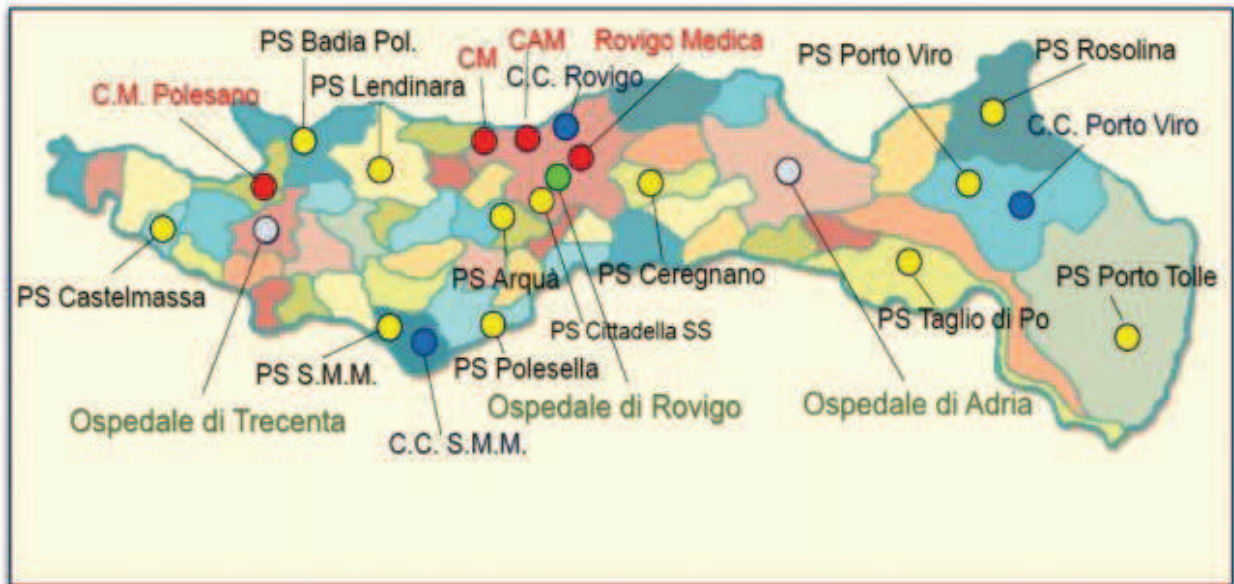 PS Badia Pol.
CM
CAM
Rovigo Medica
PS Porto Viro
PS Rosolina
C.M. Polesano
PS Lendinara
C.C. Rovigo
C.C. Porto Viro
PS Castelmassa
PS Arquà
PS Ceregnano
PS Porto Tolle
PS Cittadella SS
PS Taglio di Po
PS S.M.M.
PS Polesella
Ospedale di Trecenta
Ospedale di Rovigo
Ospedale di Adria
C.C. S.M.M.